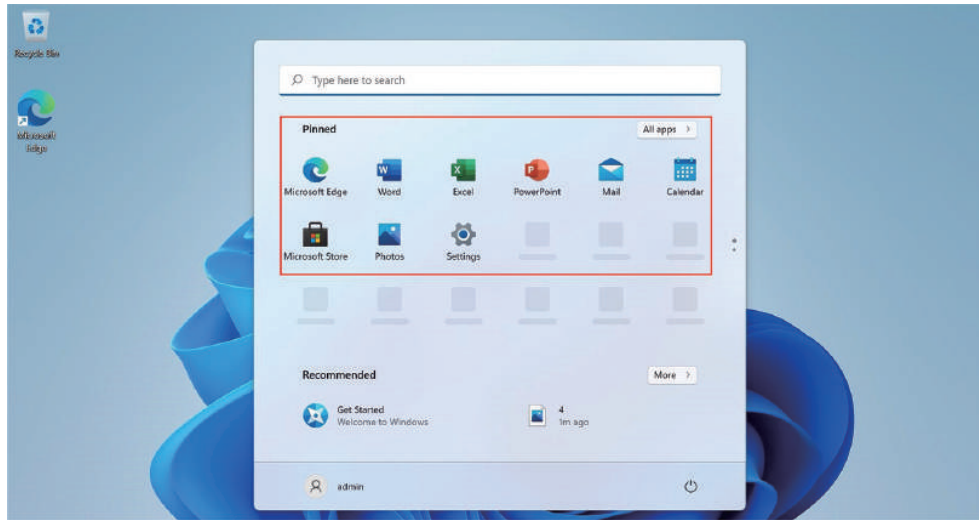 Recycle Bin
Microsoft Edge
Type here to search
Pinned
All apps >
Microsoft Edge Word Excel PowerPoint Mail Calendar
Microsoft Store Photos Settings
Recommended
More >
Get Started
Welcome to Windows
4
1m ago
admin